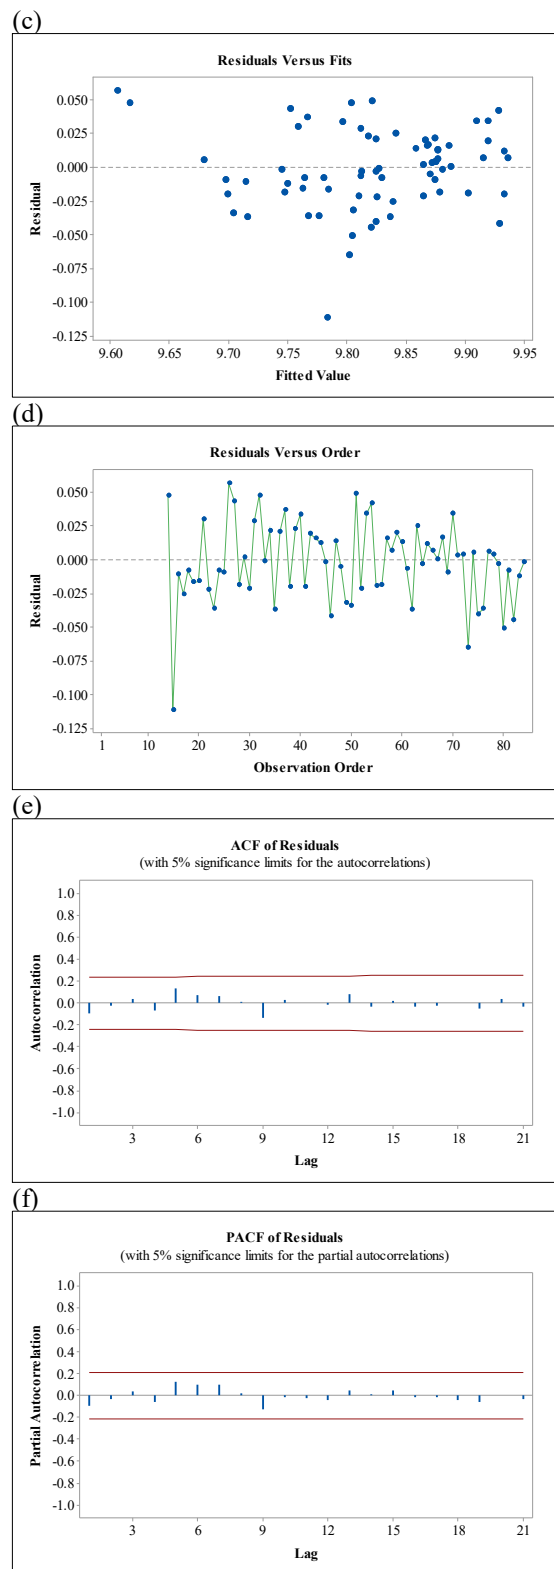 (c)
Residuals Versus Fits
0.050
0.025
0.000
-0.025
-0.050
-0.075
-0.100
-0.125
Residual
9.60 9.65 9.70 9.75 9.80 9.85 9.90 9.95
Fitted Value
(d)
Residuals Versus Order
0.050
0.025
0.000
-0.025
-0.050
-0.075
-0.100
-0.125
Residual
1 10 20 30 40 50 60 70 80
Observation Order
(e)
ACF of Residuals
(with 5% significance limits for the autocorrelations)
1.0
0.8
0.6
0.4
0.2
0.0
-0.2
-0.4
-0.6
-0.8
-1.0
Autocorrelation
3 6 9 12 15 18 21
Lag
(f)
PACF of Residuals
(with 5% significance limits for the partial autocorrelations)
1.0
0.8
0.6
0.4
0.2
0.0
-0.2
-0.4
-0.6
-0.8
-1.0
Partial Autocorrelation
3 6 9 12 15 18 21
Lag